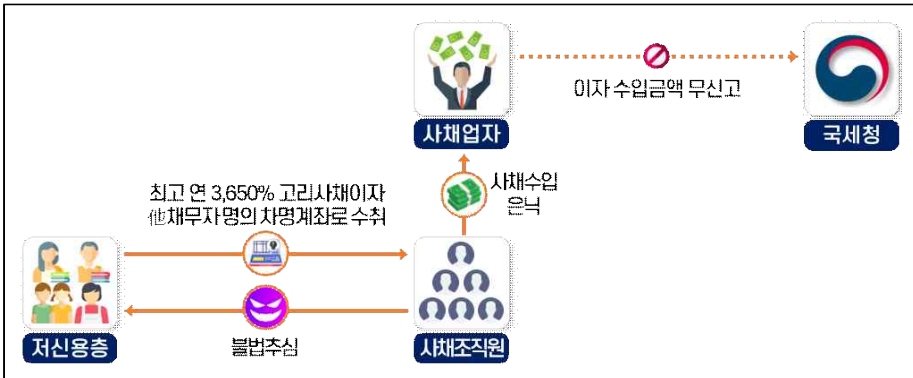 이자 수입금액 무신고
사채업자
국세청
최고 연 3,650% 고리사채이자
他채무자 명의 차명계좌로 수취
사채수입
은닉
불법추심
저신용층
사채조직원